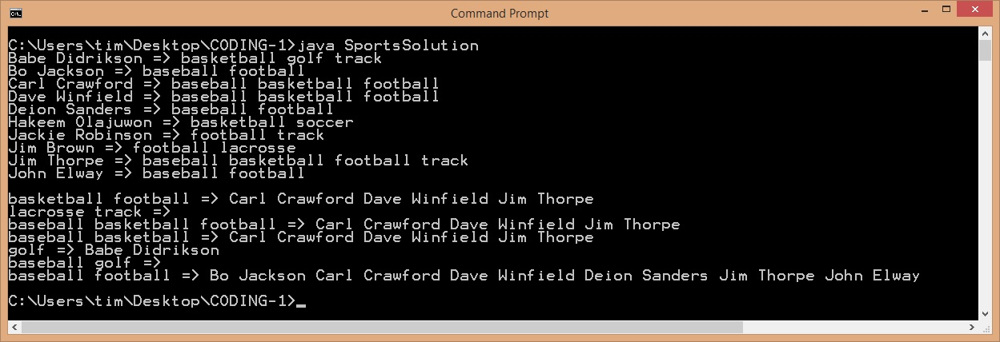 Command Prompt
C:\Users\tim\Desktop\CODING-1>java SportsSolution
Babe Didrikson => basketball golf track
Bo Jackson => baseball football
Carl Crawford => baseball basketball football
Dave Winfield => baseball basketball football
Deion Sanders => baseball football
Hakeem Olajuwon => basketball soccer
Jackie Robinson => football track
Jim Brown => football lacrosse
Jim Thorpe => baseball basketball football track
John Elway => baseball football
basketball football => Carl Crawford Dave Winfield Jim Thorpe
lacrosse track =>
baseball basketball football => Carl Crawford Dave Winfield Jim Thorpe
baseball basketball => Carl Crawford Dave Winfield Jim Thorpe
golf => Babe Didrikson
baseball golf =>
baseball football => Bo Jackson Carl Crawford Dave Winfield Deion Sanders Jim Thorpe John Elway
C:\Users\tim\Desktop\CODING-1>_